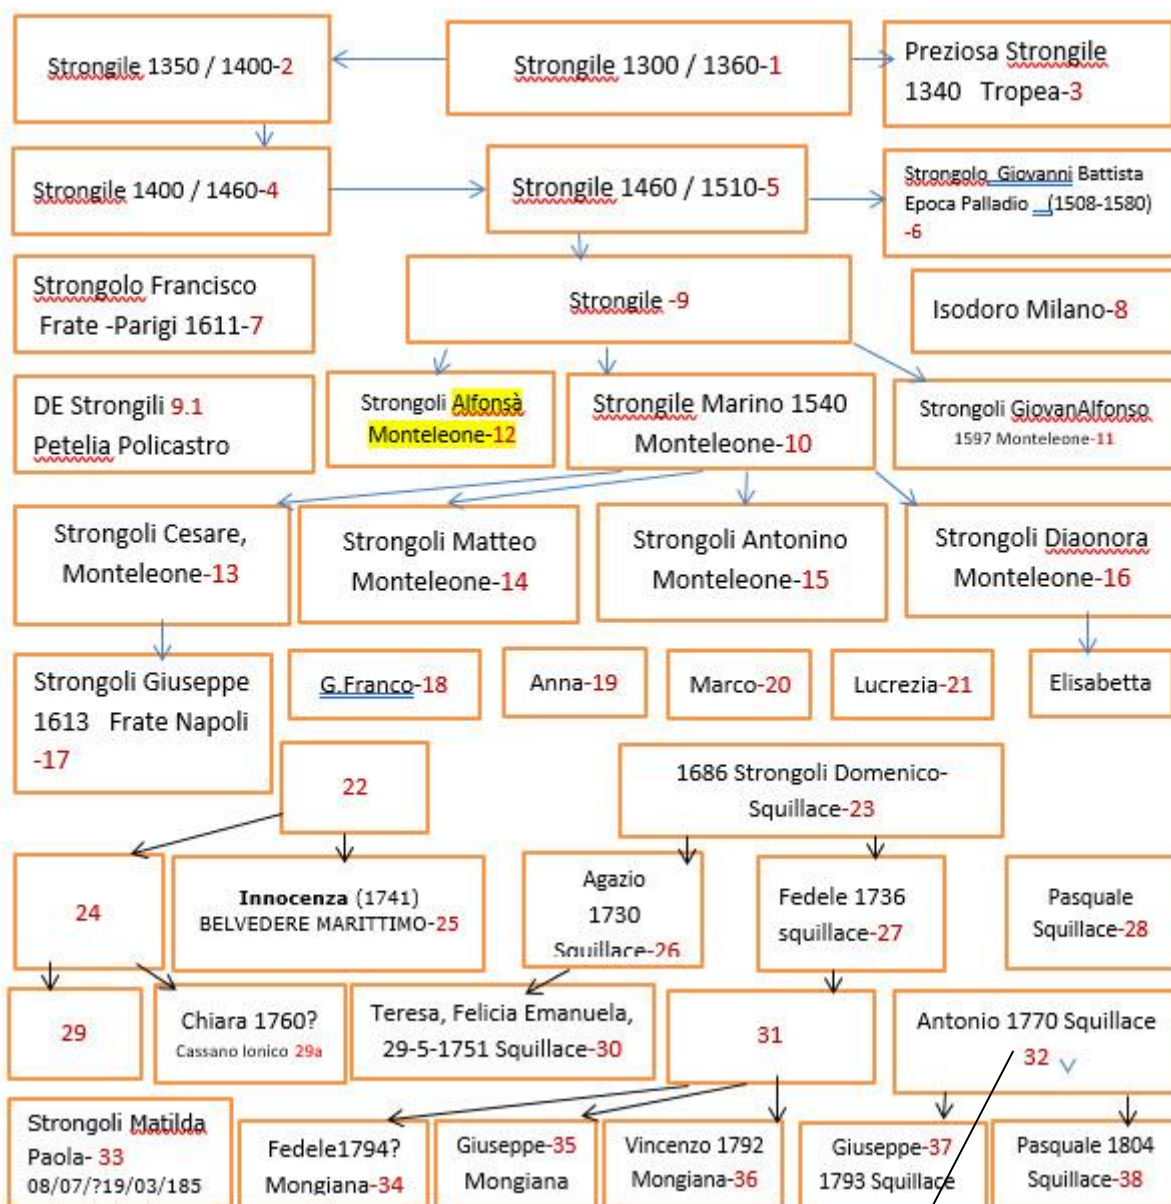 Strongile 1350 / 1400-2
Strongile 1300 / 1360-1
Preziosa Strongile
1340 Tropea-3
Strongile 1400 / 1460-4
Strongile 1460 / 1510-5
Strongolo Giovanni Battista
Epoca Palladio (1508-1580)
-6
Strongolo Francisco
Frate -Parigi 1611-7
Strongile -9
Isodoro Milano-8
DE Strongili 9.1
Petelia Policastro
Strongoli Alfonsà
Monteleone-12
Strongile Marino 1540
Monteleone-10
Strongoli GiovanAlfonso
1597 Monteleone-11
Strongoli Cesare,
Monteleone-13
Strongoli Matteo
Monteleone-14
Strongoli Antonino
Monteleone-15
Strongoli Diaonora
Monteleone-16
Strongoli Giuseppe
1613 Frate Napoli
-17
G.Franco-18
Anna-19
Marco-20
Lucrezia-21
Elisabetta
22
1686 Strongoli Domenico-
Squillace-23
24
Innocenza (1741)
BELVEDERE MARITTIMO-25
Agazio
1730
Squillace-26
Fedele 1736
squillace-27
Pasquale
Squillace-28
29
Chiara 1760?
Cassano Ionico 29a
Teresa, Felicia Emanuela,
29-5-1751 Squillace-30
31
Antonio 1770 Squillace
32
Strongoli Matilda
Paola- 33
08/07/?19/03/185
Fedele1794?
Mongiana-34
Giuseppe-35
Mongiana
Vincenzo 1792
Mongiana-36
Giuseppe-37
1793 Squillace
Pasquale 1804
Squillace-38